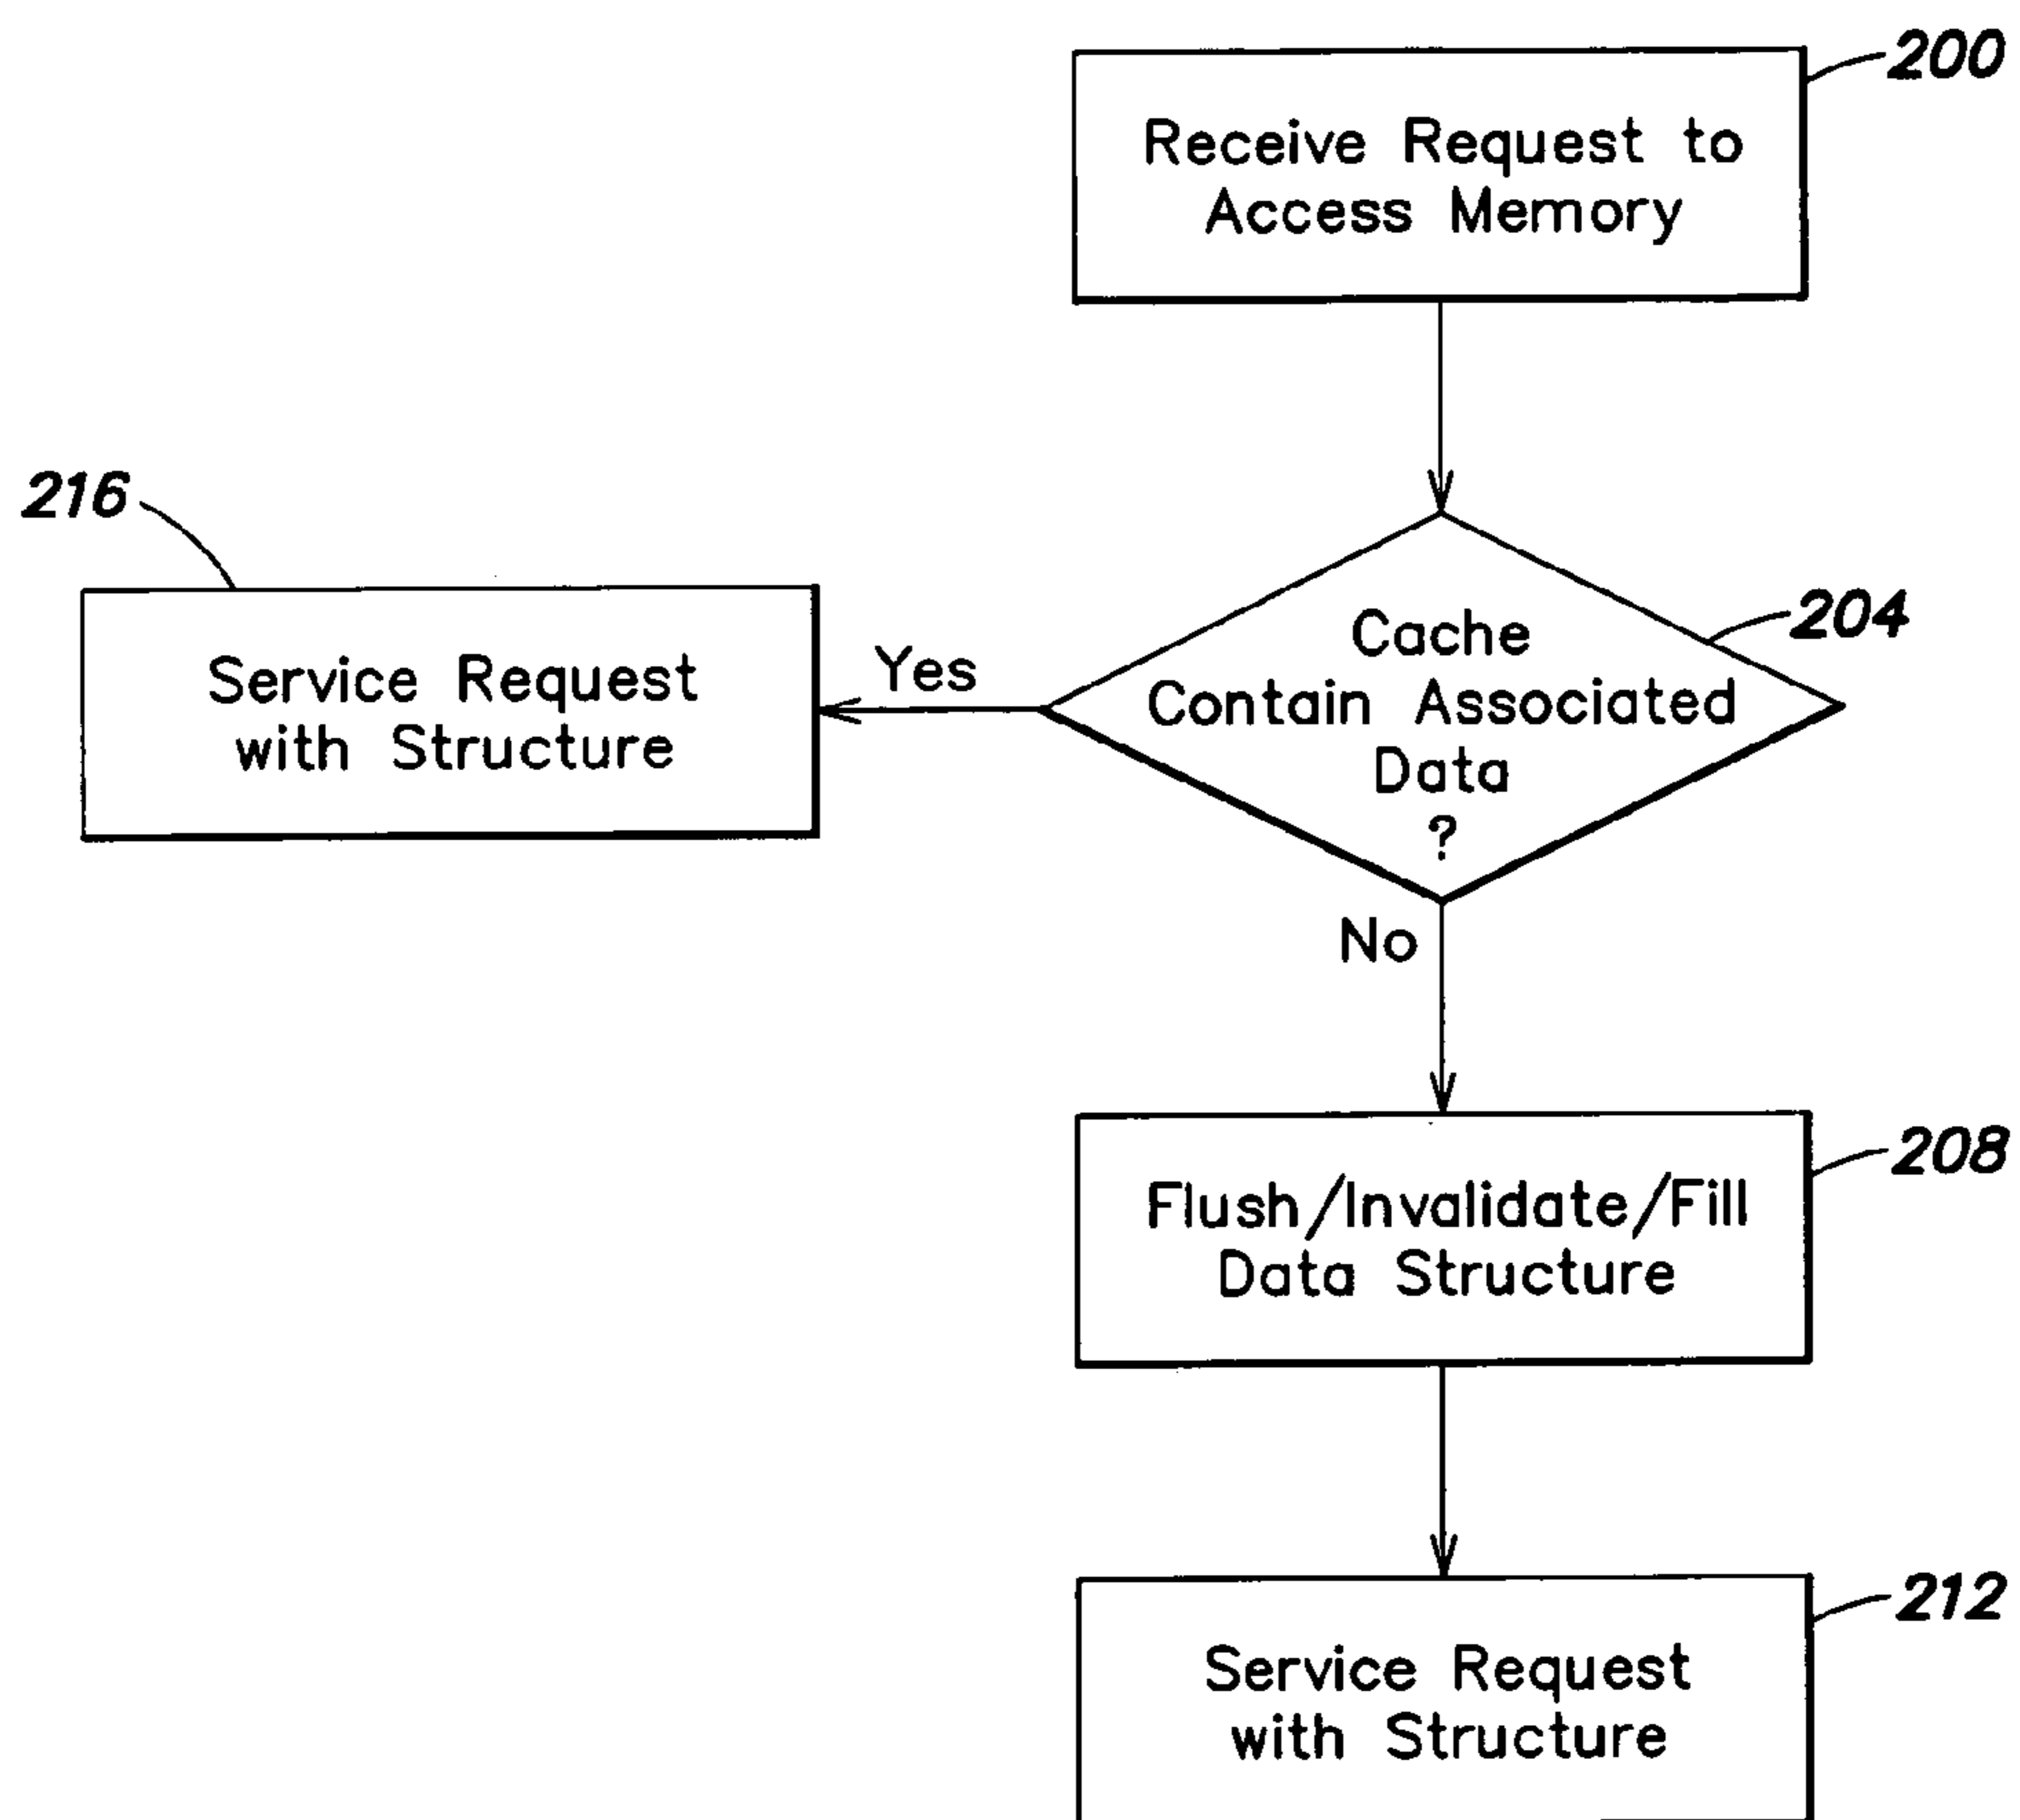 200
Receive Request to
Access Memory
216
204
Cache
Contain Associated
Data
?
Yes
Service Request
with Structure
No
208
Flush/Invalidate/Fill
Data Structure
212
Service Request
with Structure